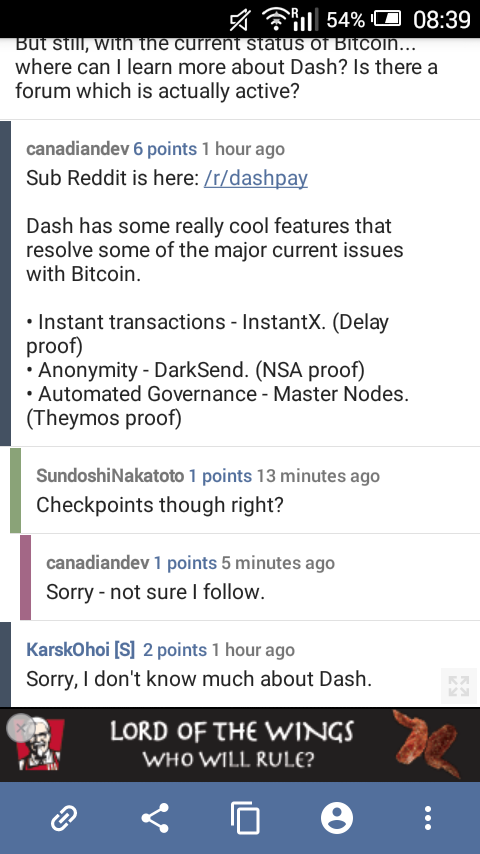 R
54%
08:39
But still, with the current status of Bitcoin...
where can I learn more about Dash? Is there a
forum which is actually active?
canadiandev 6 points 1 hour ago
Sub Reddit is here: /r/dashpay
Dash has some really cool features that
resolve some of the major current issues
with Bitcoin.
• Instant transactions - InstantX. (Delay
proof)
• Anonymity - DarkSend. (NSA proof)
• Automated Governance - Master Nodes.
(Theymos proof)
SundoshiNakatoto 1 points 13 minutes ago
Checkpoints though right?
canadiandev 1 points 5 minutes ago
Sorry - not sure I follow.
KarskOhoi [S] 2 points 1 hour ago
Sorry, I don't know much about Dash.
LORD OF THE WINGS
WHO WILL RULE?